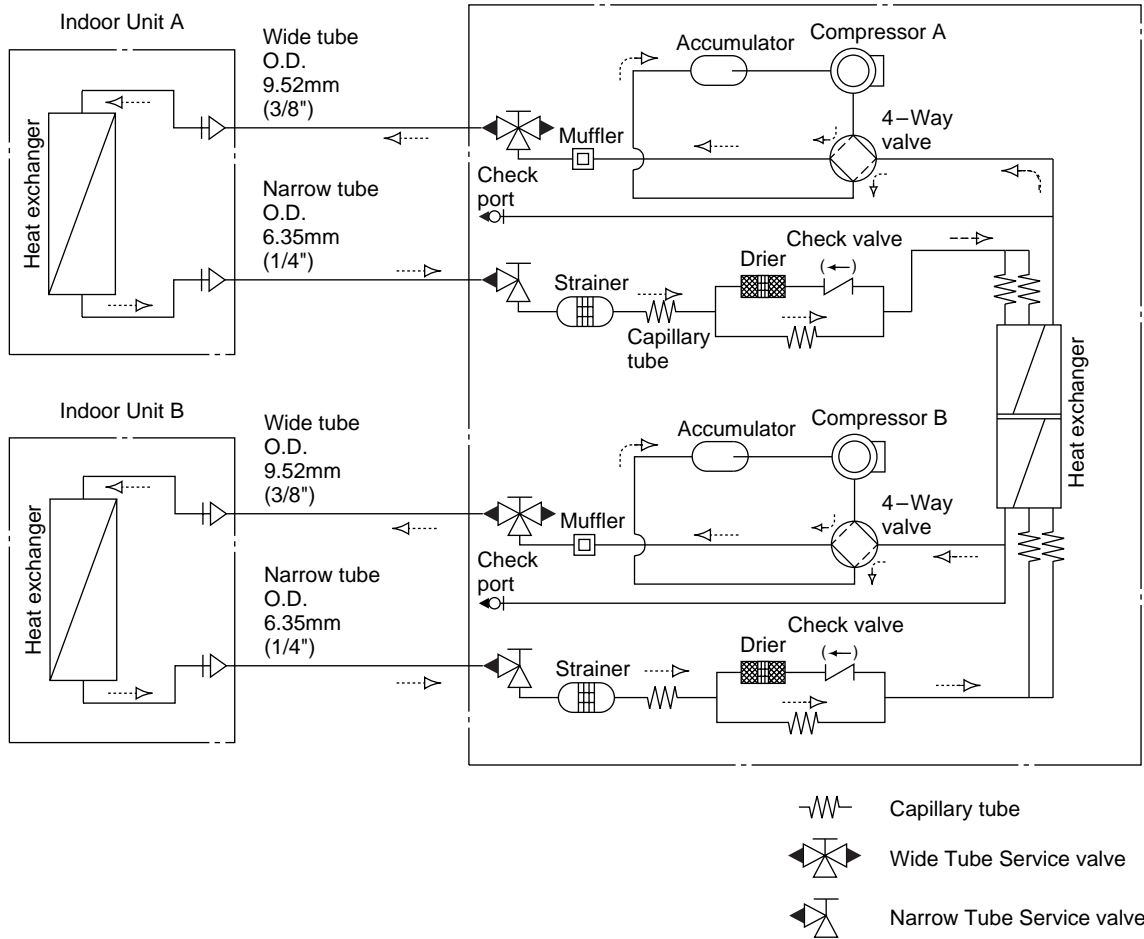 Indoor Unit A
Wide tube
O.D.
9.52mm
(3/8")
Narrow tube
O.D.
6.35mm
(1/4")
Heat exchanger
Accumulator
Compressor A
Muffler
4–Way
valve
Check
port
Strainer
Capillary
tube
Drier
Check valve
Heat exchanger
Indoor Unit B
Wide tube
O.D.
9.52mm
(3/8")
Narrow tube
O.D.
6.35mm
(1/4")
Heat exchanger
Accumulator
Compressor B
Muffler
4–Way
valve
Check
port
Strainer
Drier
Check valve
Capillary tube
Wide Tube Service valve
Narrow Tube Service valve